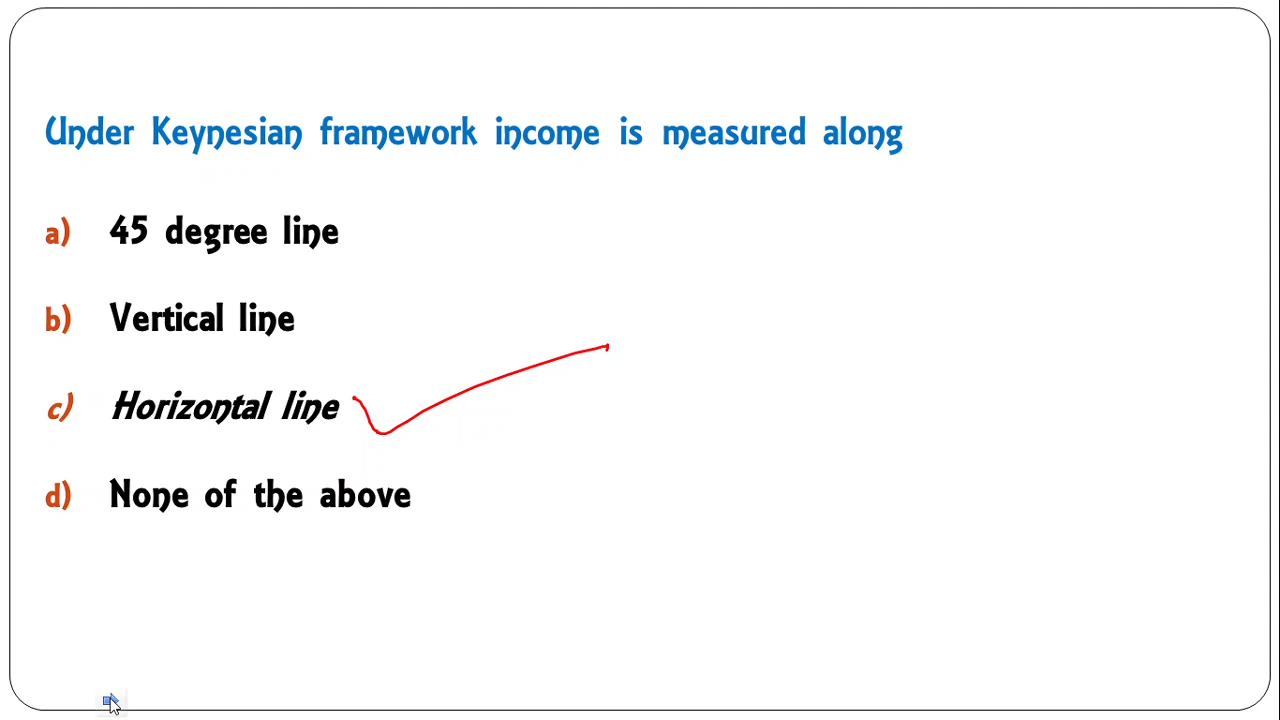 Under Keynesian framework income is measured along
a) 45 degree line
b) Vertical line
c) Horizontal line
d) None of the above